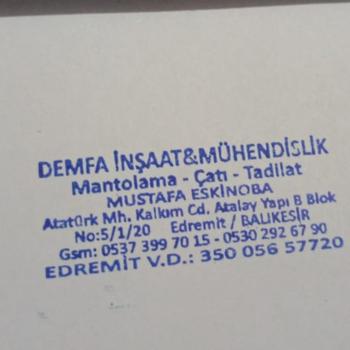 DEMFA İNŞAAT&MÜHENDİSLİK
Mantolama - Çatı - Tadilat
MUSTAFA ESKİNOBA
Atatürk Mh. Kalkım Cd. Atalay Yapı B Blok
No:5/1/20 Edremit / BALIKESİR
Gsm: 0537 399 70 15 - 0530 292 67 90
EDREMİT V.D.: 350 056 57720